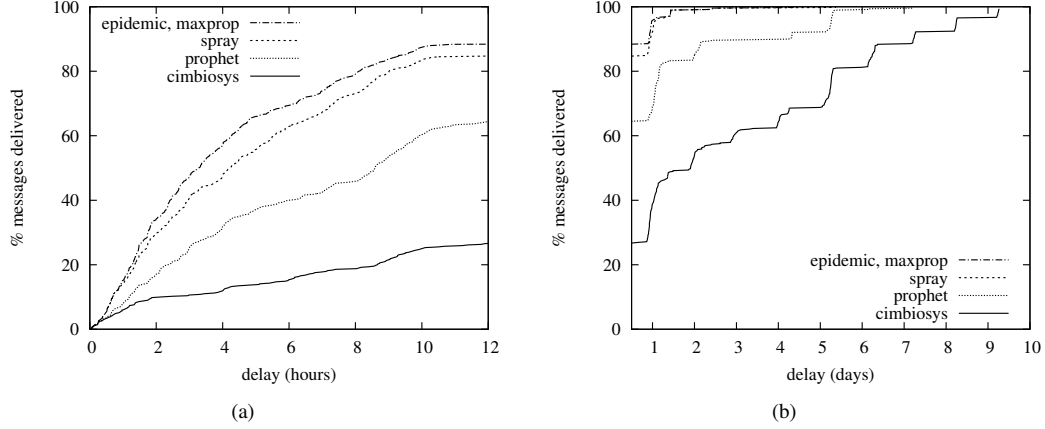 100
80
60
40
20
0
% messages delivered
epidemic, maxprop
spray
prophet
cimbiosys
0 2 4 6 8 10 12
delay (hours)
(a)
100
80
60
40
20
0
% messages delivered
epidemic, maxprop
spray
prophet
cimbiosys
1 2 3 4 5 6 7 8 9 10
delay (days)
(b)